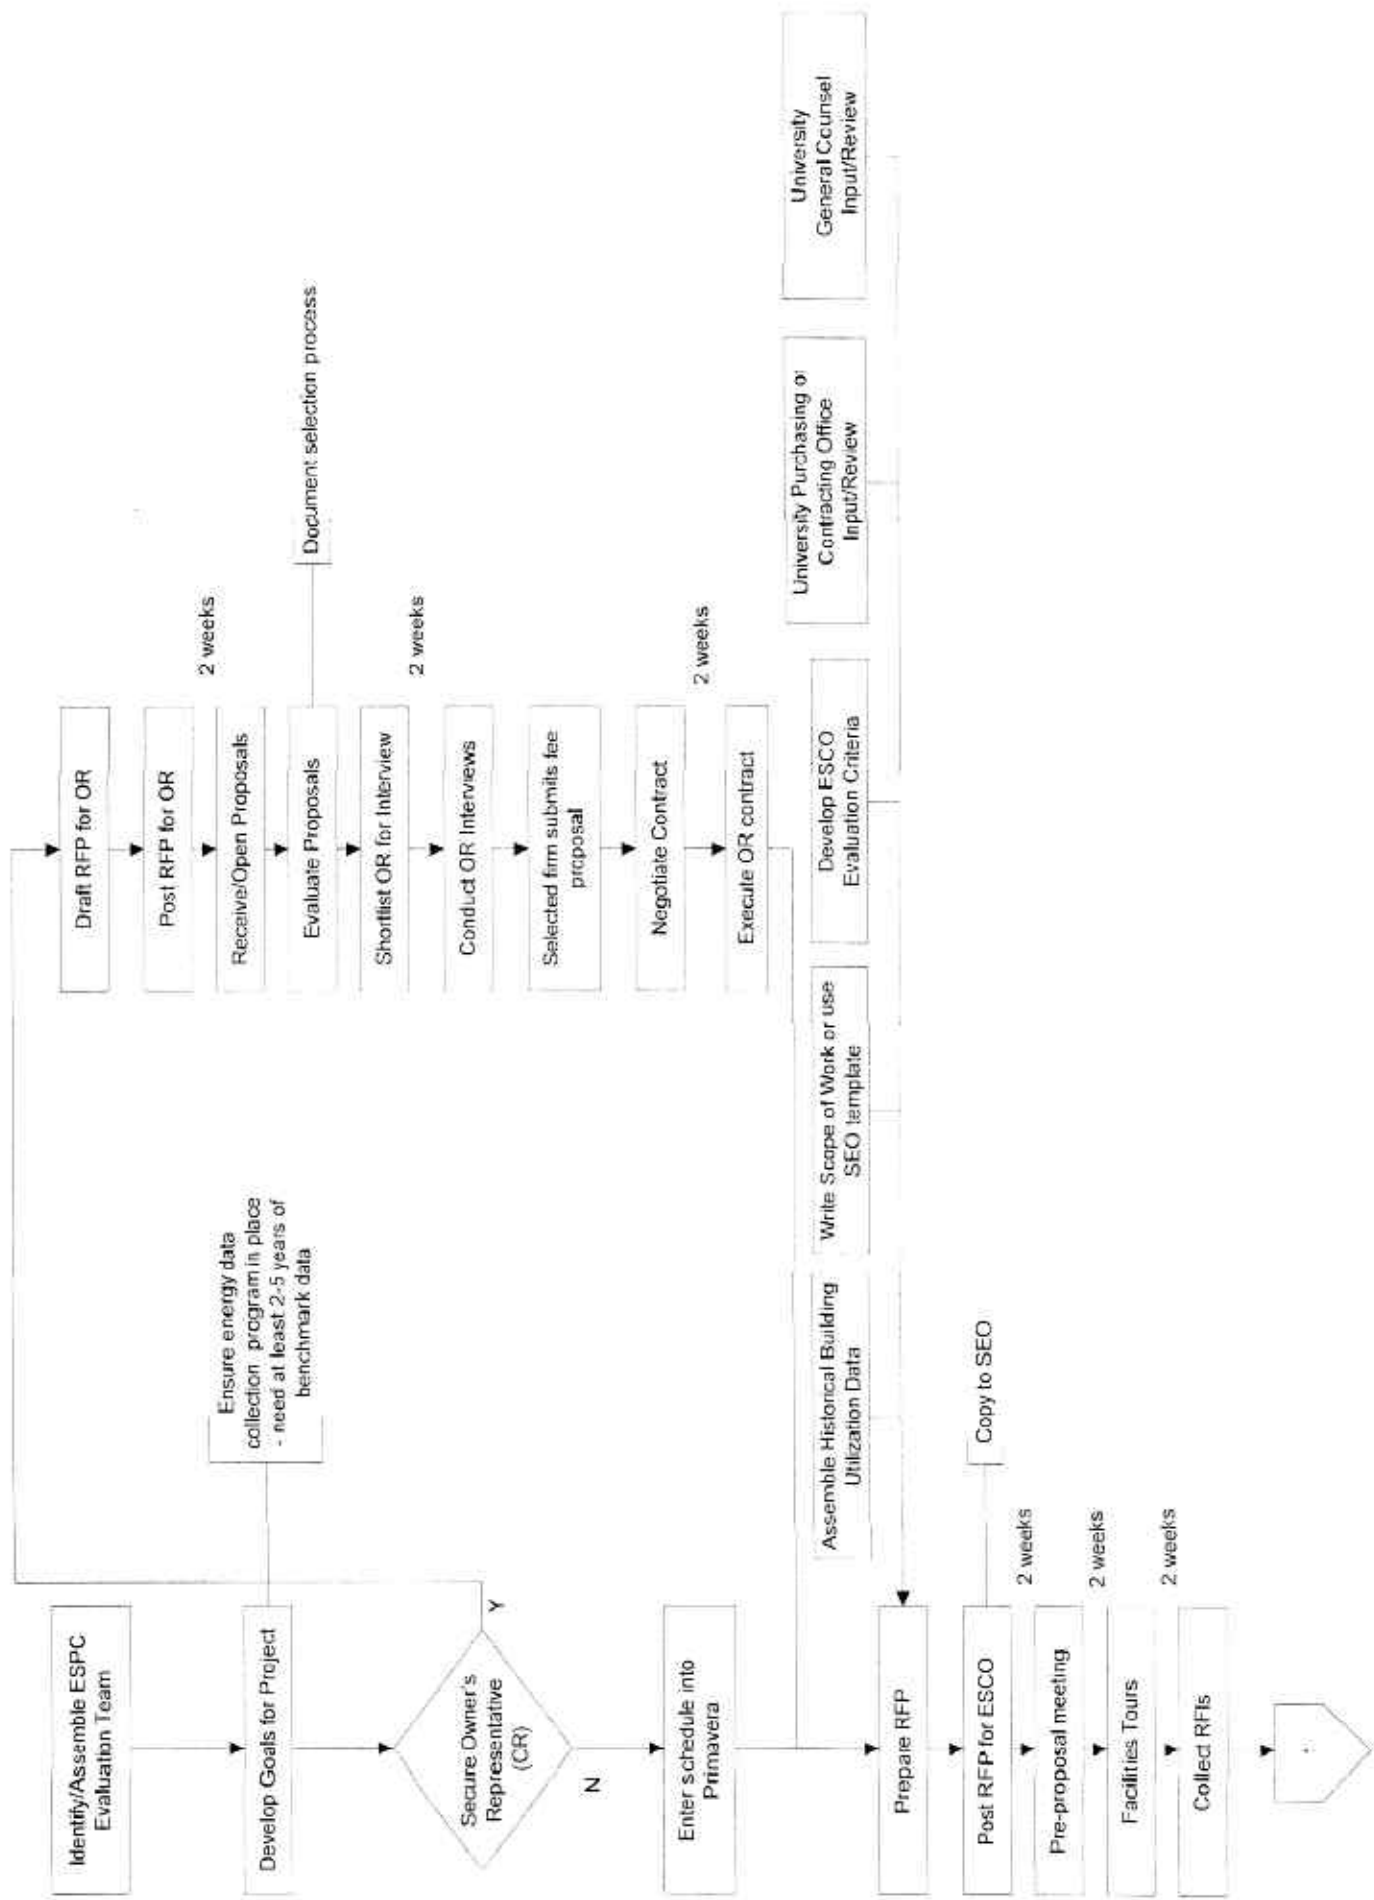 Identify/Assemble ESPC
Evaluation Team
Develop Goals for Project
Ensure energy data
collection program in place
- need at least 2-5 years of
benchmark data
Secure Owner's
Representative
(CR)
Y
N
Enter schedule into
Primavera
Draft RFP for OR
Post RFP for OR
2 weeks
Receive/Open Proposals
Evaluate Proposals
Document selection process
Shortlist OR for Interview
2 weeks
Conduct OR Interviews
Selected firm submits fee
proposal
Negotiate Contract
2 weeks
Execute OR contract
Assemble Historical Building
Utilization Data
Write Scope of Work or use
SEO template
Develop ESCO
Evaluation Criteria
University Purchasing or
Contracting Office
Input/Review
University
General Counsel
Input/Review
Prepare RFP
Post RFP for ESCO
Copy to SEO
2 weeks
Pre-proposal meeting
2 weeks
Facilities Tours
2 weeks
Collect RFIs